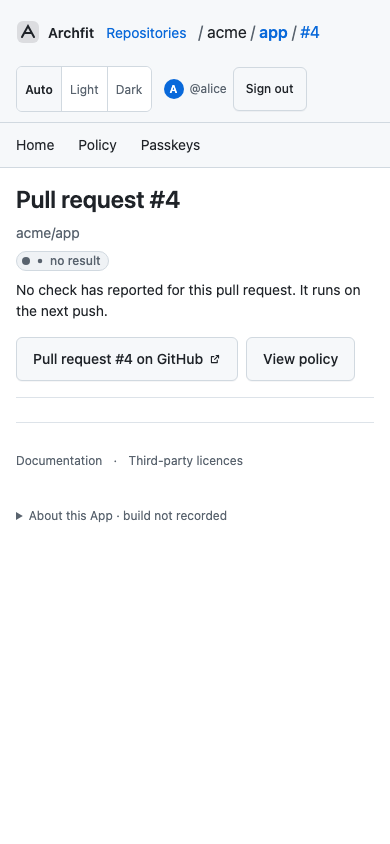 Archfit Repositories / acme / app / #4
Auto Light Dark A @alice Sign out
Home Policy Passkeys
Pull request #4
acme/app
no result
No check has reported for this pull request. It runs on
the next push.
Pull request #4 on GitHub View policy
Documentation · Third-party licences
About this App · build not recorded